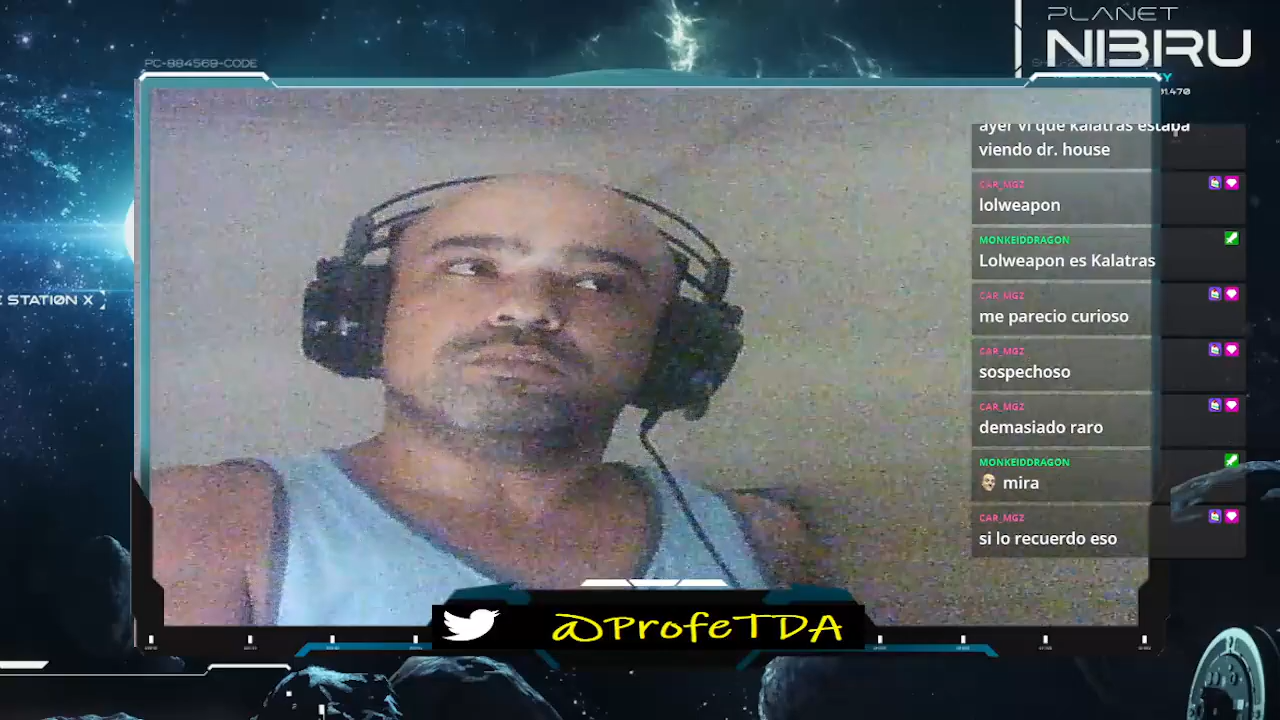 PLANET
NIBIRU
PC-884569-CODE
E STATION X
ayer vi que kalatras estaba
viendo dr. house
CAR_MGZ
lolweapon
MONKEIDDRAGON
Lolweapon es Kalatras
CAR_MGZ
me parecio curioso
CAR_MGZ
sospechoso
CAR_MGZ
demasiado raro
MONKEIDDRAGON
mira
CAR_MGZ
si lo recuerdo eso
@ProfeTDA